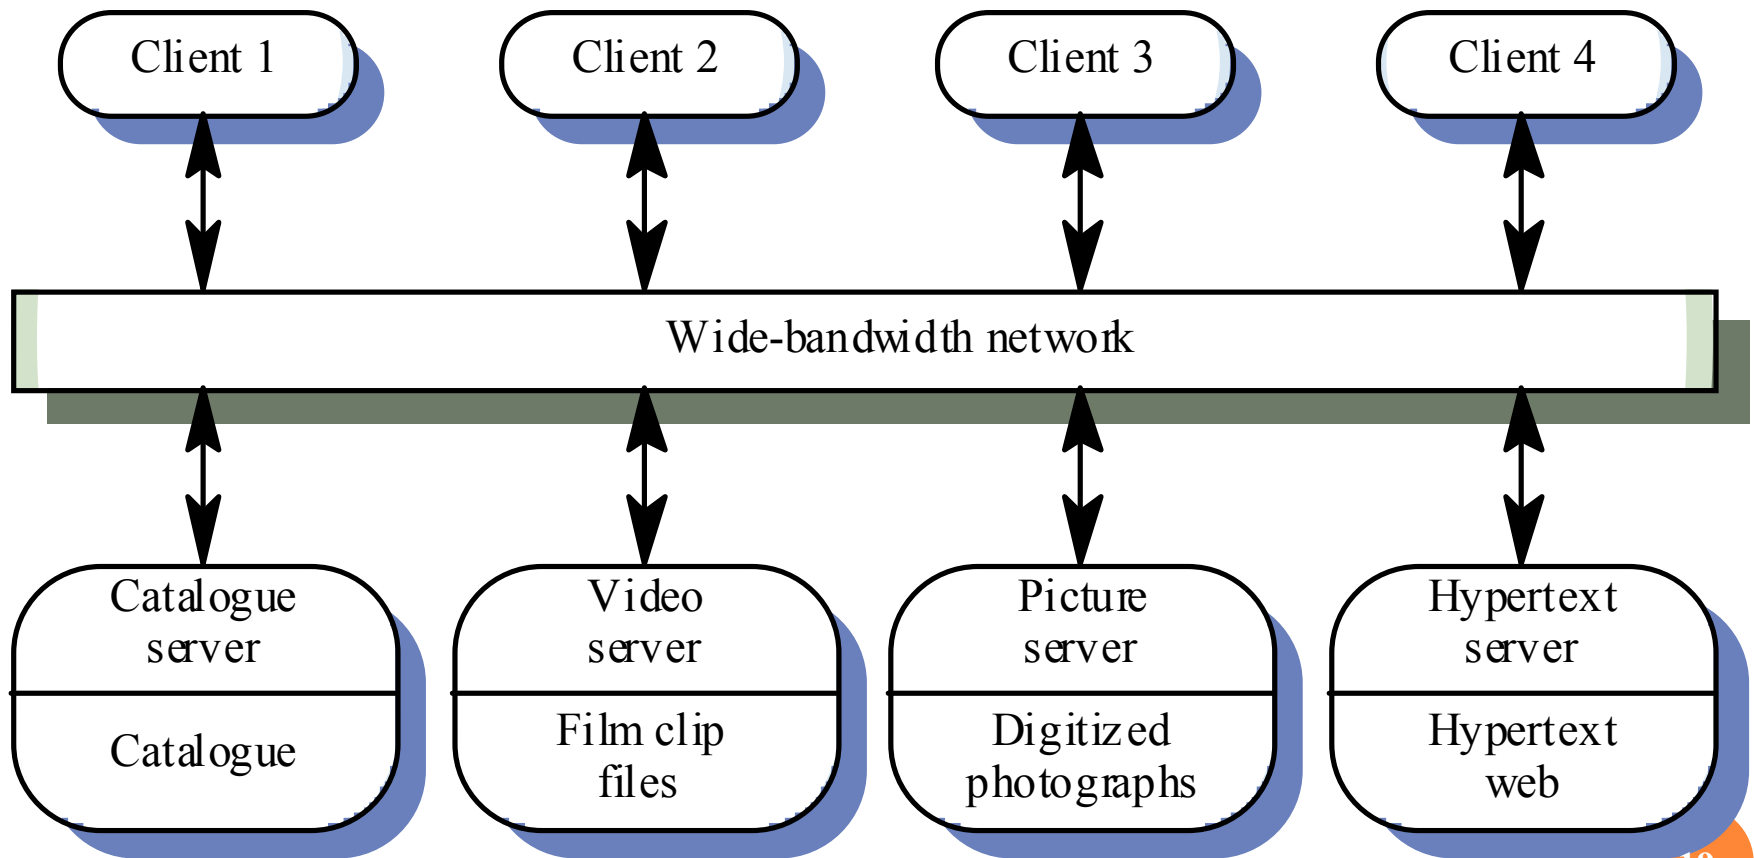 Client 1
Client 2
Client 3
Client 4
Wide-bandwidth network
Catalogue
server
Catalogue
Video
server
Film clip
files
Picture
server
Digitized
photographs
Hypertext
server
Hypertext
web